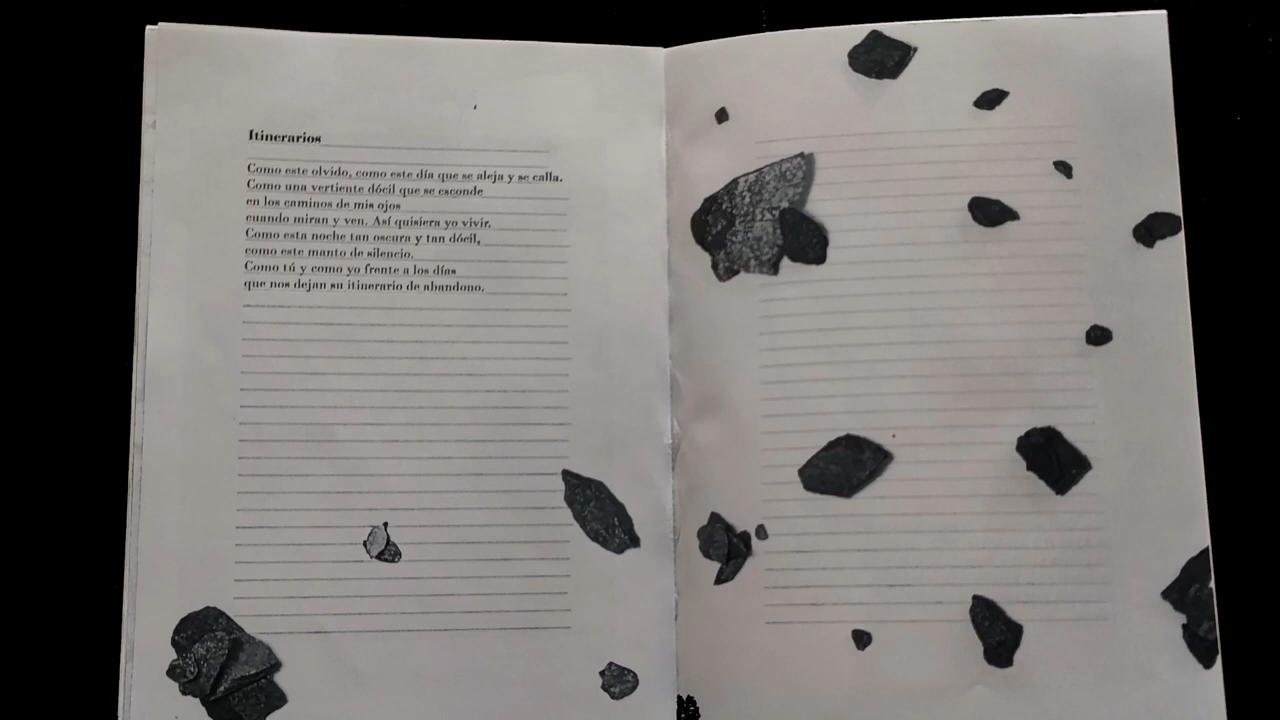 Itinerarios
Como este olvido, como este día que se aleja y se calla.
Como una vertiente dócil que se esconde
en los caminos de mis ojos
cuando miran y ven. Así quisiera yo vivir.
Como esta noche tan oscura y tan dócil,
como este manto de silencio.
Como tú y como yo frente a los días
que nos dejan su itinerario de abandono.